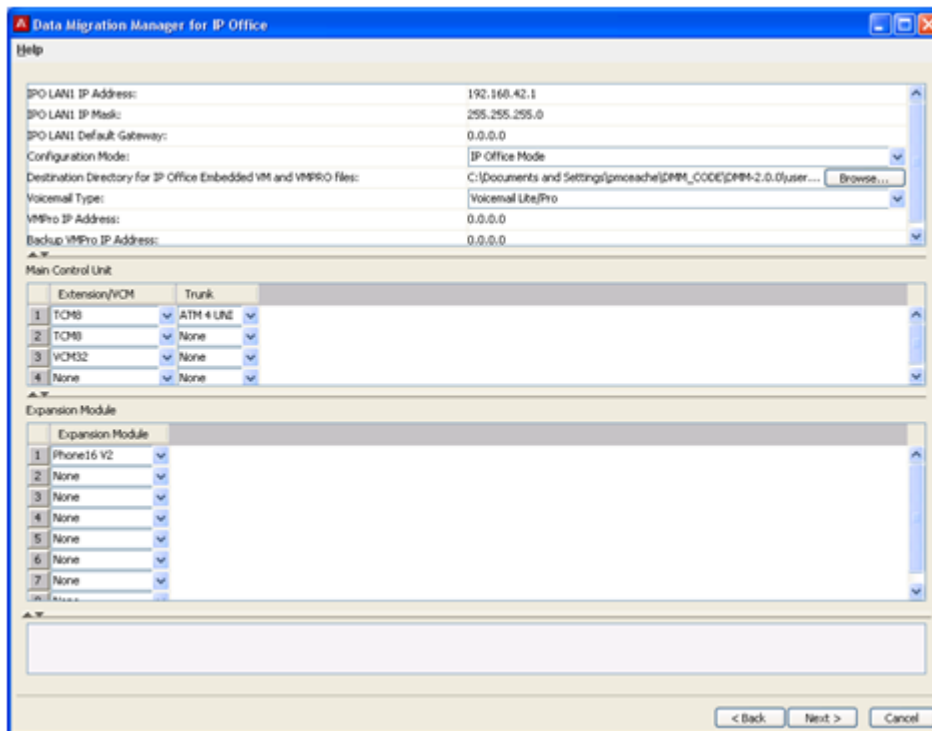 Data Migration Manager for IP Office
Help
IPO LAN1 IP Address: 192.168.42.1
IPO LAN1 IP Mask: 255.255.255.0
IPO LAN1 Default Gateway: 0.0.0.0
Configuration Mode: IP Office Mode
Destination Directory for IP Office Embedded VM and VMPRO files: C:\Documents and Settings\pmceache\DMM_CODE\DMM-2.0.0\user... Browse...
Voicemail Type: Voicemail Lite/Pro
VMPro IP Address: 0.0.0.0
Backup VMPro IP Address: 0.0.0.0
Main Control Unit
Extension/VCM Trunk
1 TCM8 ATM 4 UNI
2 TCM8 None
3 VCM32 None
4 None None
Expansion Module
Expansion Module
1 Phone16 V2
2 None
3 None
4 None
5 None
6 None
7 None
< Back Next > Cancel